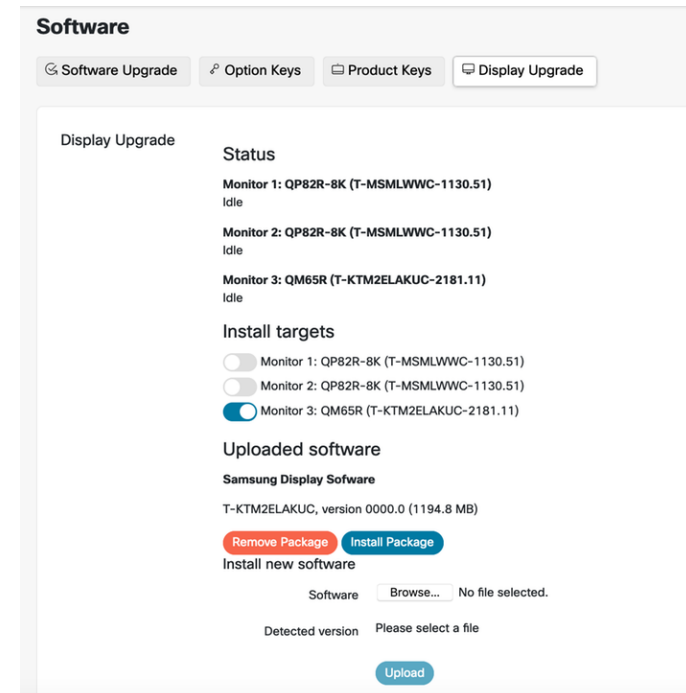 Software
Software Upgrade
Option Keys
Product Keys
Display Upgrade
Display Upgrade
Status
Monitor 1: QP82R-8K (T-MSMLWWC-1130.51)
Idle
Monitor 2: QP82R-8K (T-MSMLWWC-1130.51)
Idle
Monitor 3: QM65R (T-KTM2ELAKUC-2181.11)
Idle
Install targets
Monitor 1: QP82R-8K (T-MSMLWWC-1130.51)
Monitor 2: QP82R-8K (T-MSMLWWC-1130.51)
Monitor 3: QM65R (T-KTM2ELAKUC-2181.11)
Uploaded software
Samsung Display Sofware
T-KTM2ELAKUC, version 0000.0 (1194.8 MB)
Remove Package Install Package
Install new software
Software Browse... No file selected.
Detected version Please select a file
Upload